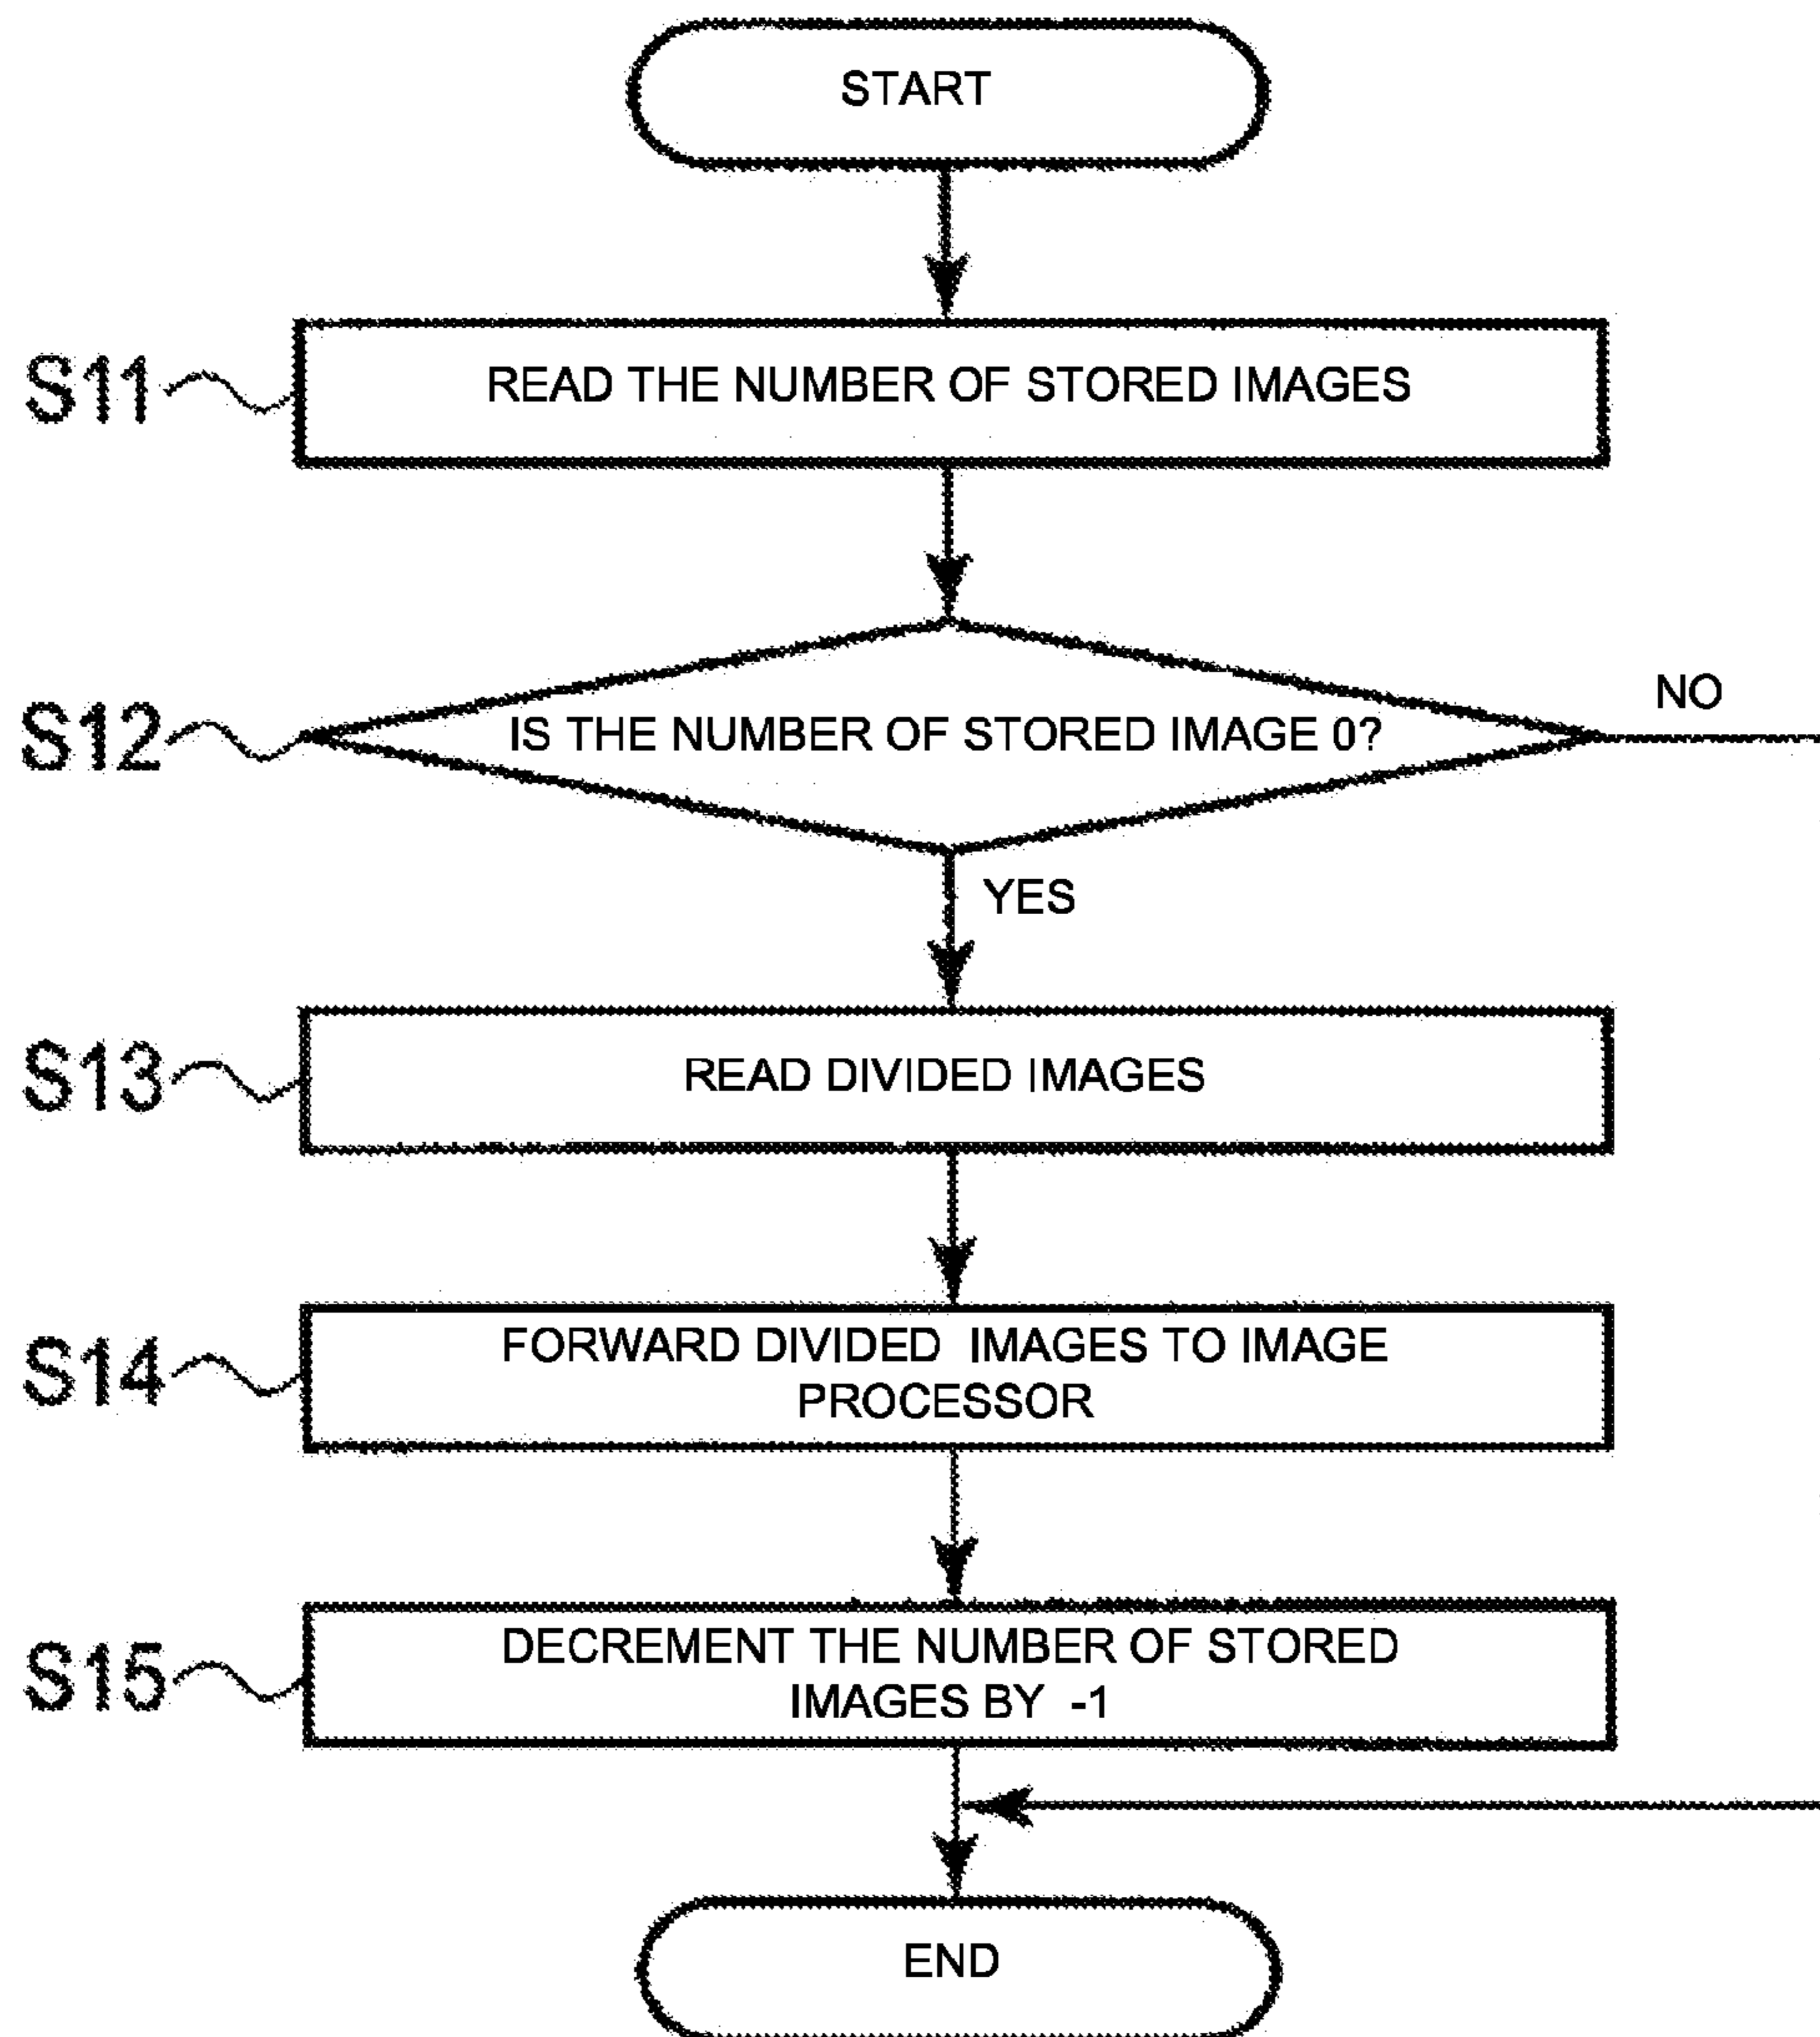 START
S11
READ THE NUMBER OF STORED IMAGES
S12
IS THE NUMBER OF STORED IMAGE 0?
NO
YES
S13
READ DIVIDED IMAGES
S14
FORWARD DIVIDED IMAGES TO IMAGE
PROCESSOR
S15
DECREMENT THE NUMBER OF STORED
IMAGES BY -1
END